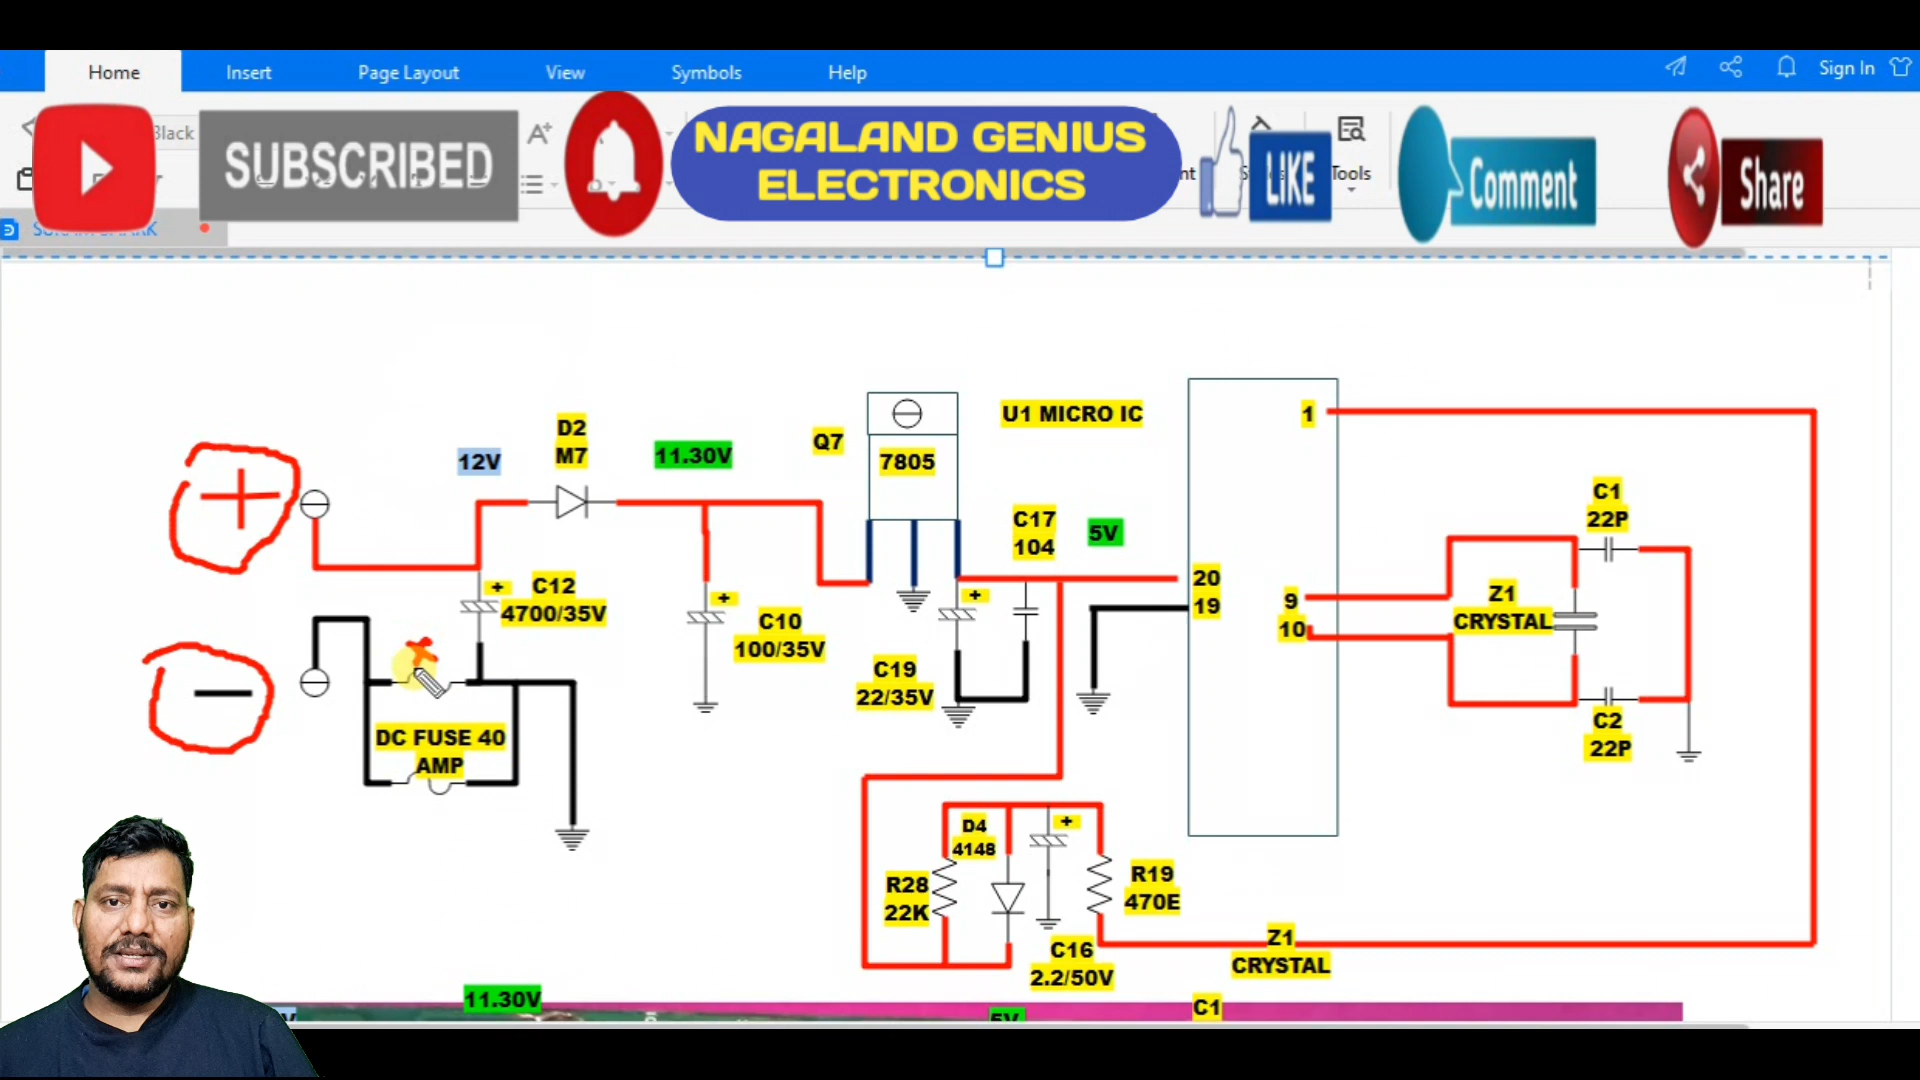 Home Insert Page Layout View Symbols Help Sign In
Black
SUBSCRIBED
NAGALAND GENIUS
ELECTRONICS
LIKE
Comment
Share
Tools
U1 MICRO IC
1
D2
M7
12V
11.30V
Q7
7805
C17
104
5V
20
19
9
10
C1
22P
Z1
CRYSTAL
C2
22P
+
+
C12
4700/35V
+
C10
100/35V
+
C19
22/35V
-
DC FUSE 40
AMP
D4
4148
+
R28
22K
R19
470E
C16
2.2/50V
Z1
CRYSTAL
11.30V
5V
C1